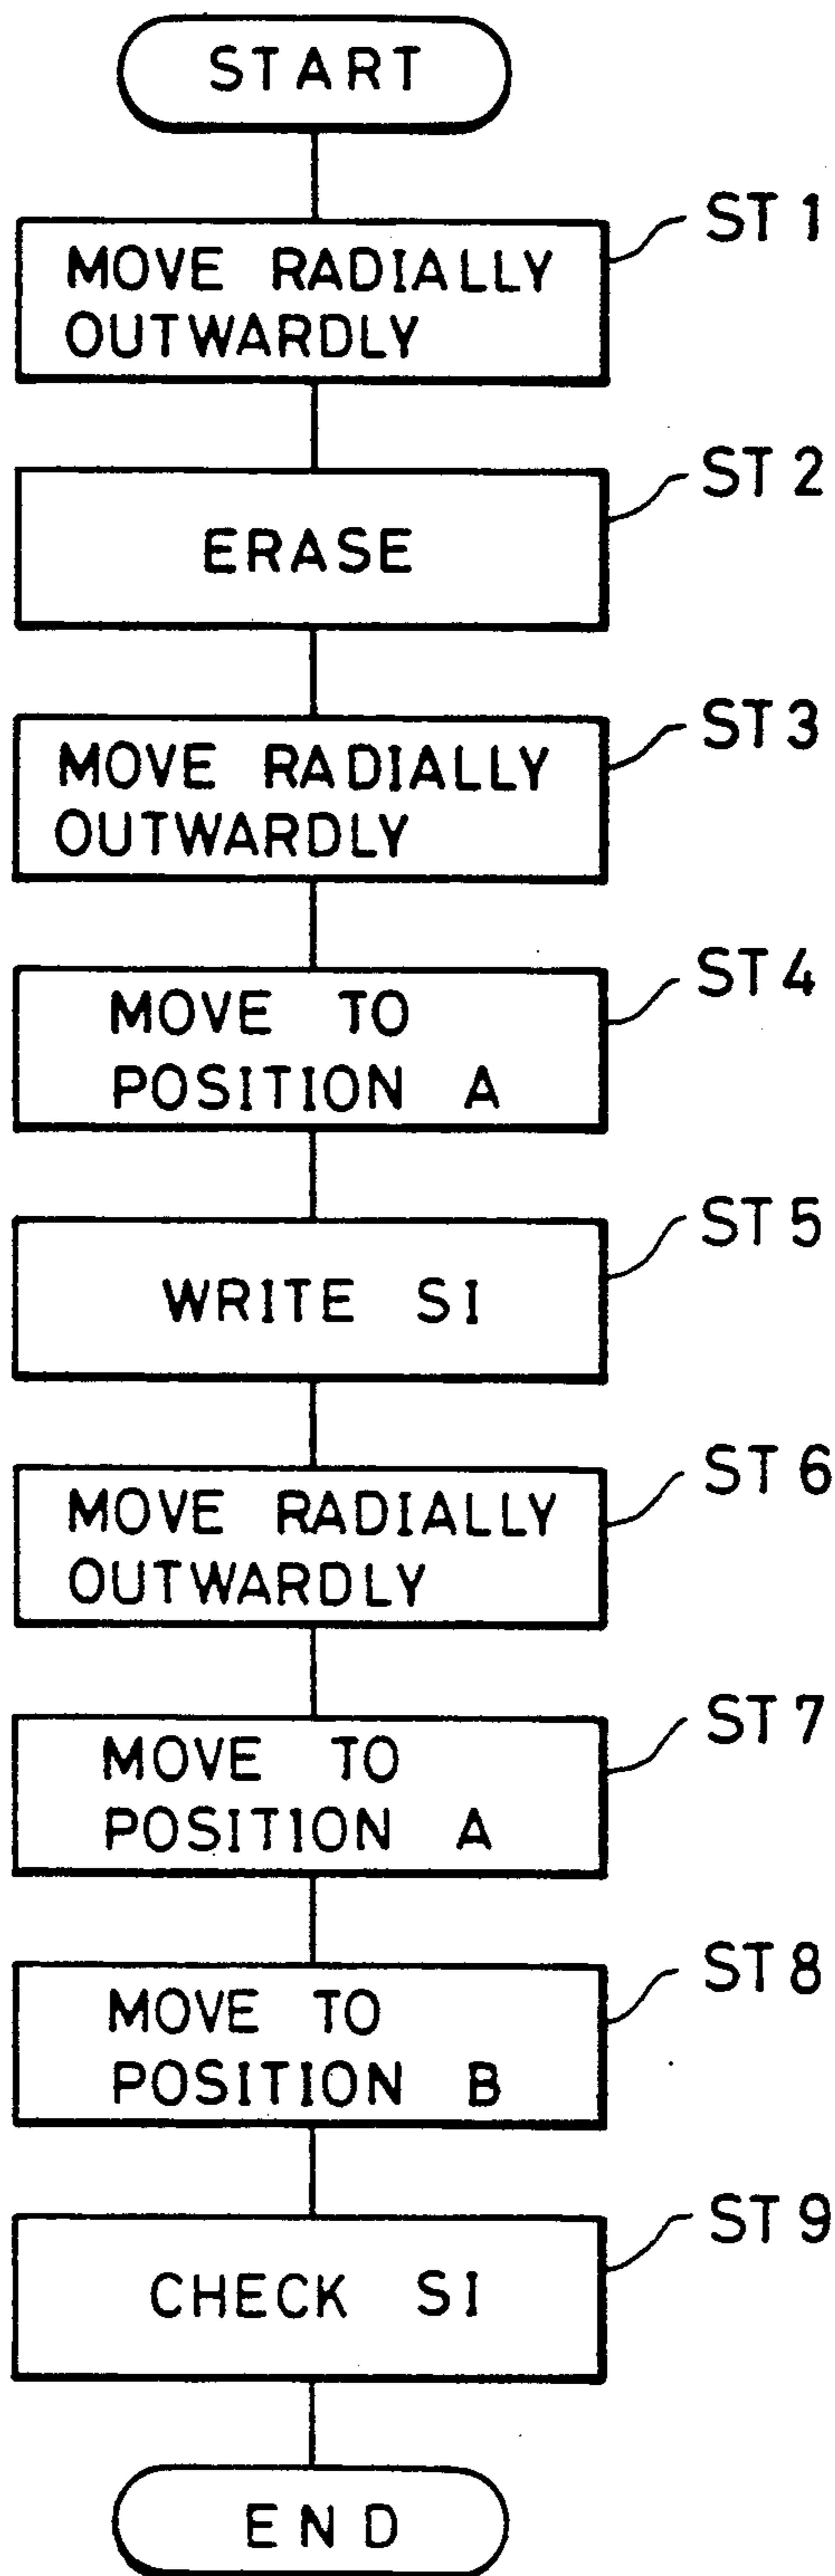 START
ST 1
MOVE RADIALLY
OUTWARDLY
ST 2
ERASE
ST 3
MOVE RADIALLY
OUTWARDLY
ST 4
MOVE TO
POSITION A
ST 5
WRITE SI
ST 6
MOVE RADIALLY
OUTWARDLY
ST 7
MOVE TO
POSITION A
ST 8
MOVE TO
POSITION B
ST 9
CHECK SI
END